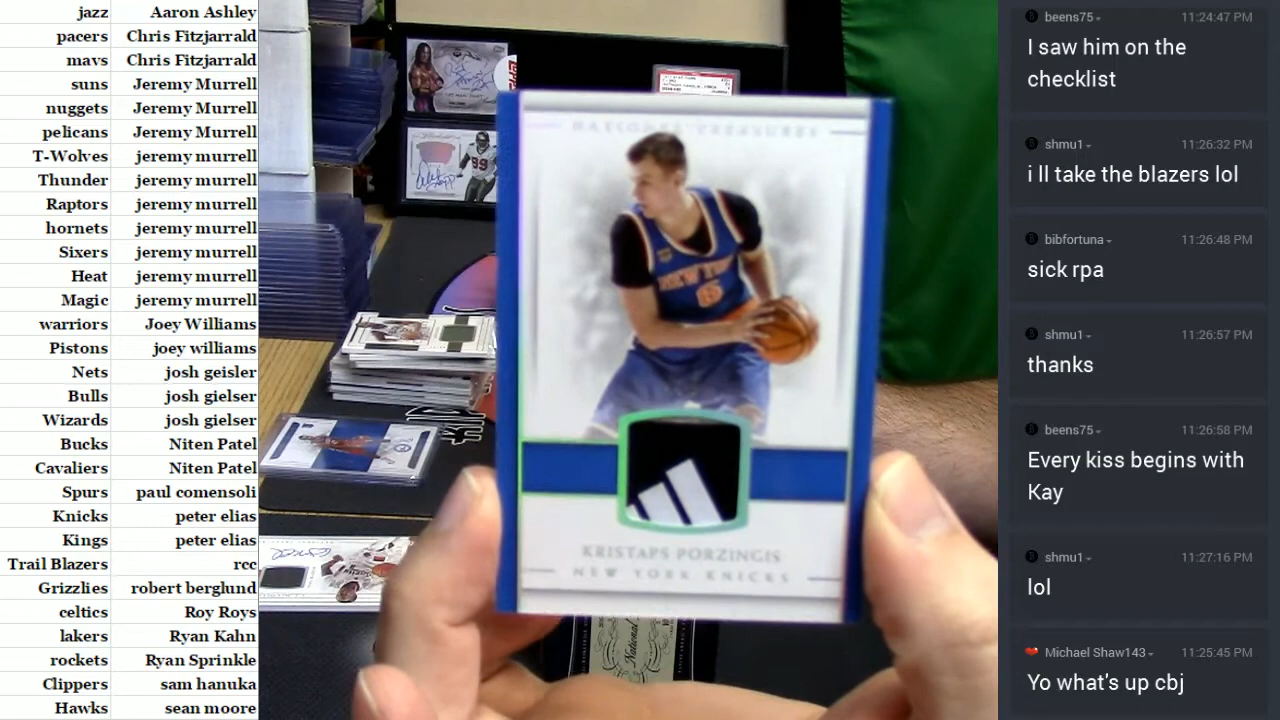 jazz Aaron Ashley
pacers Chris Fitzjarrald
mavs Chris Fitzjarrald
suns Jeremy Murrell
nuggets Jeremy Murrell
pelicans Jeremy Murrell
T-Wolves jeremy murrell
Thunder jeremy murrell
Raptors jeremy murrell
hornets jeremy murrell
Sixers jeremy murrell
Heat jeremy murrell
Magic jeremy murrell
warriors Joey Williams
Pistons joey williams
Nets josh geisler
Bulls josh gielser
Wizards josh gielser
Bucks Niten Patel
Cavaliers Niten Patel
Spurs paul comensoli
Knicks peter elias
Kings peter elias
Trail Blazers rcc
Grizzlies robert berglund
celtics Roy Roys
lakers Ryan Kahn
rockets Ryan Sprinkle
Clippers sam hanuka
Hawks sean moore
NATIONAL TREASURES
NEW YORK
6
KRISTAPS PORZINGIS
NEW YORK KNICKS
99
National
beens75 11:24:47 PM
I saw him on the
checklist
shmu1 11:26:32 PM
i ll take the blazers lol
bibfortuna 11:26:48 PM
sick rpa
shmu1 11:26:57 PM
thanks
beens75 11:26:58 PM
Every kiss begins with
Kay
shmu1 11:27:16 PM
lol
Michael Shaw143 11:25:45 PM
Yo what's up cbj